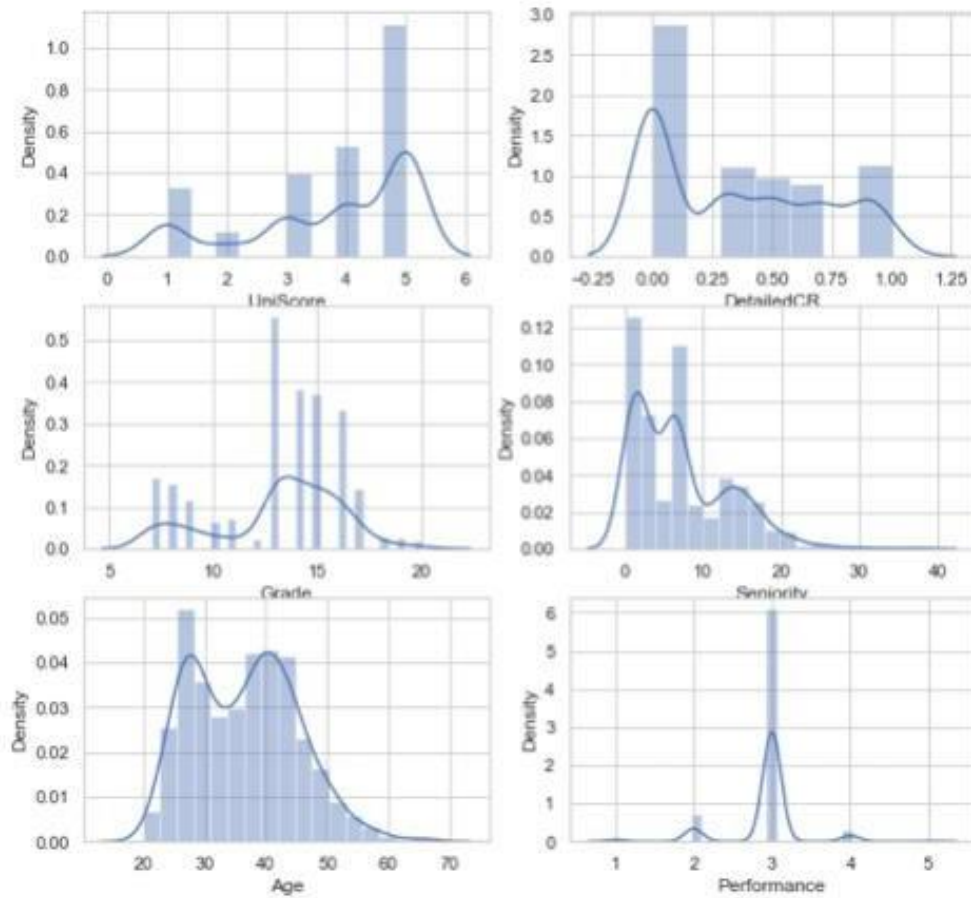 1.0
0.8
0.6
0.4
0.2
0.0
Density
0 1 2 3 4 5 6
UniScore
3.0
2.5
2.0
1.5
1.0
0.5
0.0
Density
-0.25 0.00 0.25 0.50 0.75 1.00 1.25
DetailedCR
0.5
0.4
0.3
0.2
0.1
0.0
Density
5 10 15 20
Grade
0.12
0.10
0.08
0.06
0.04
0.02
0.00
Density
0 10 20 30 40
Seniority
0.05
0.04
0.03
0.02
0.01
0.00
Density
20 30 40 50 60 70
Age
6
5
4
3
2
1
0
Density
1 2 3 4 5
Performance